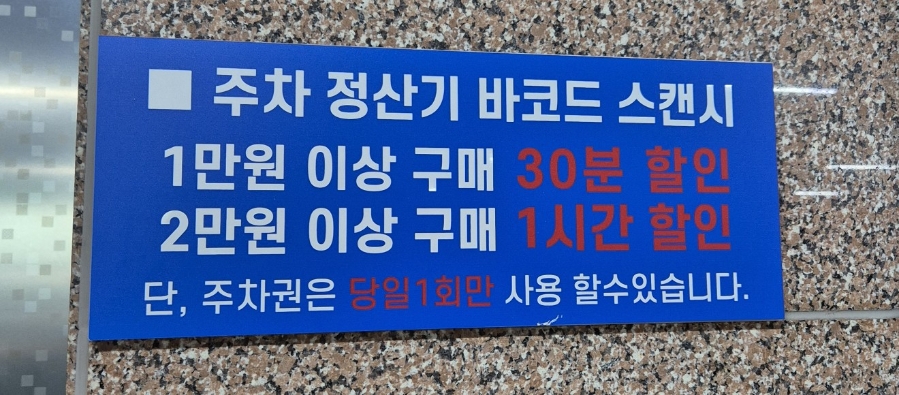 ■ 주차 정산기 바코드 스캔시
1만원 이상 구매 30분 할인
2만원 이상 구매 1시간 할인
단, 주차권은 당일1회만 사용 할수있습니다.